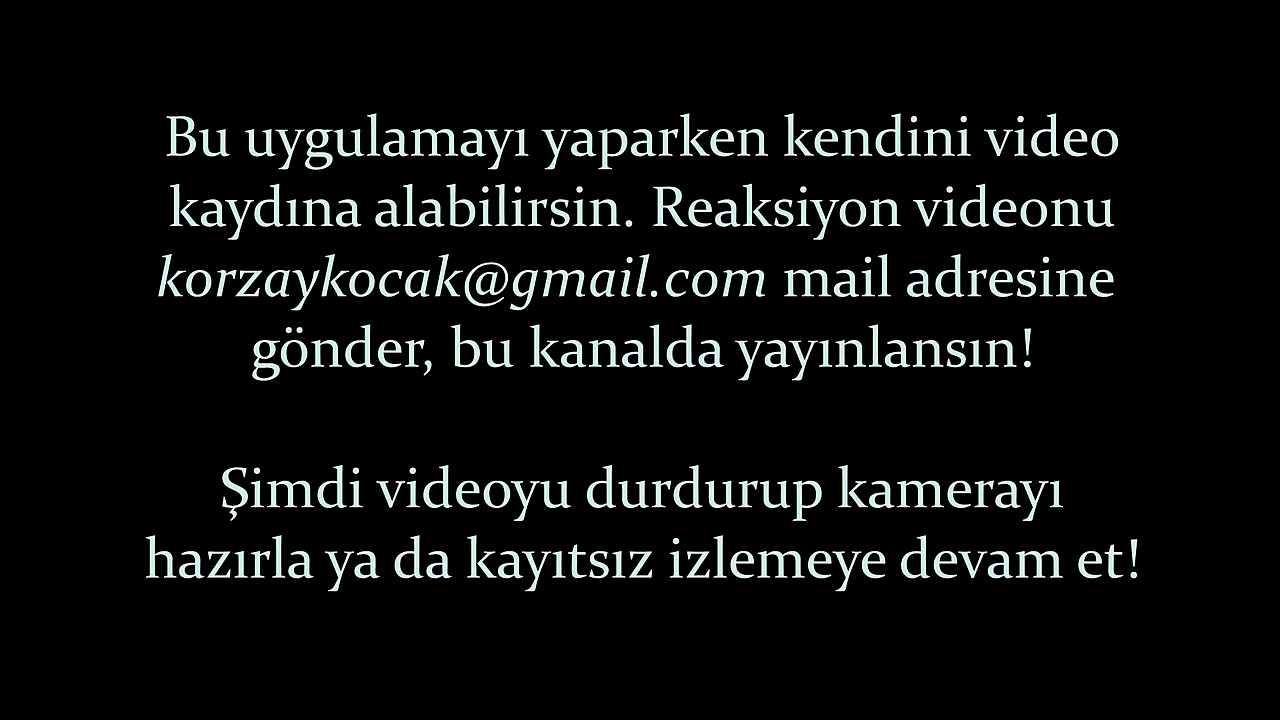 Bu uygulamayı yaparken kendini video
kaydına alabilirsin. Reaksiyon videonu
korzaykocak@gmail.com mail adresine
gönder, bu kanalda yayınlansın!
Şimdi videoyu durdurup kamerayı
hazırla ya da kayıtsız izlemeye devam et!